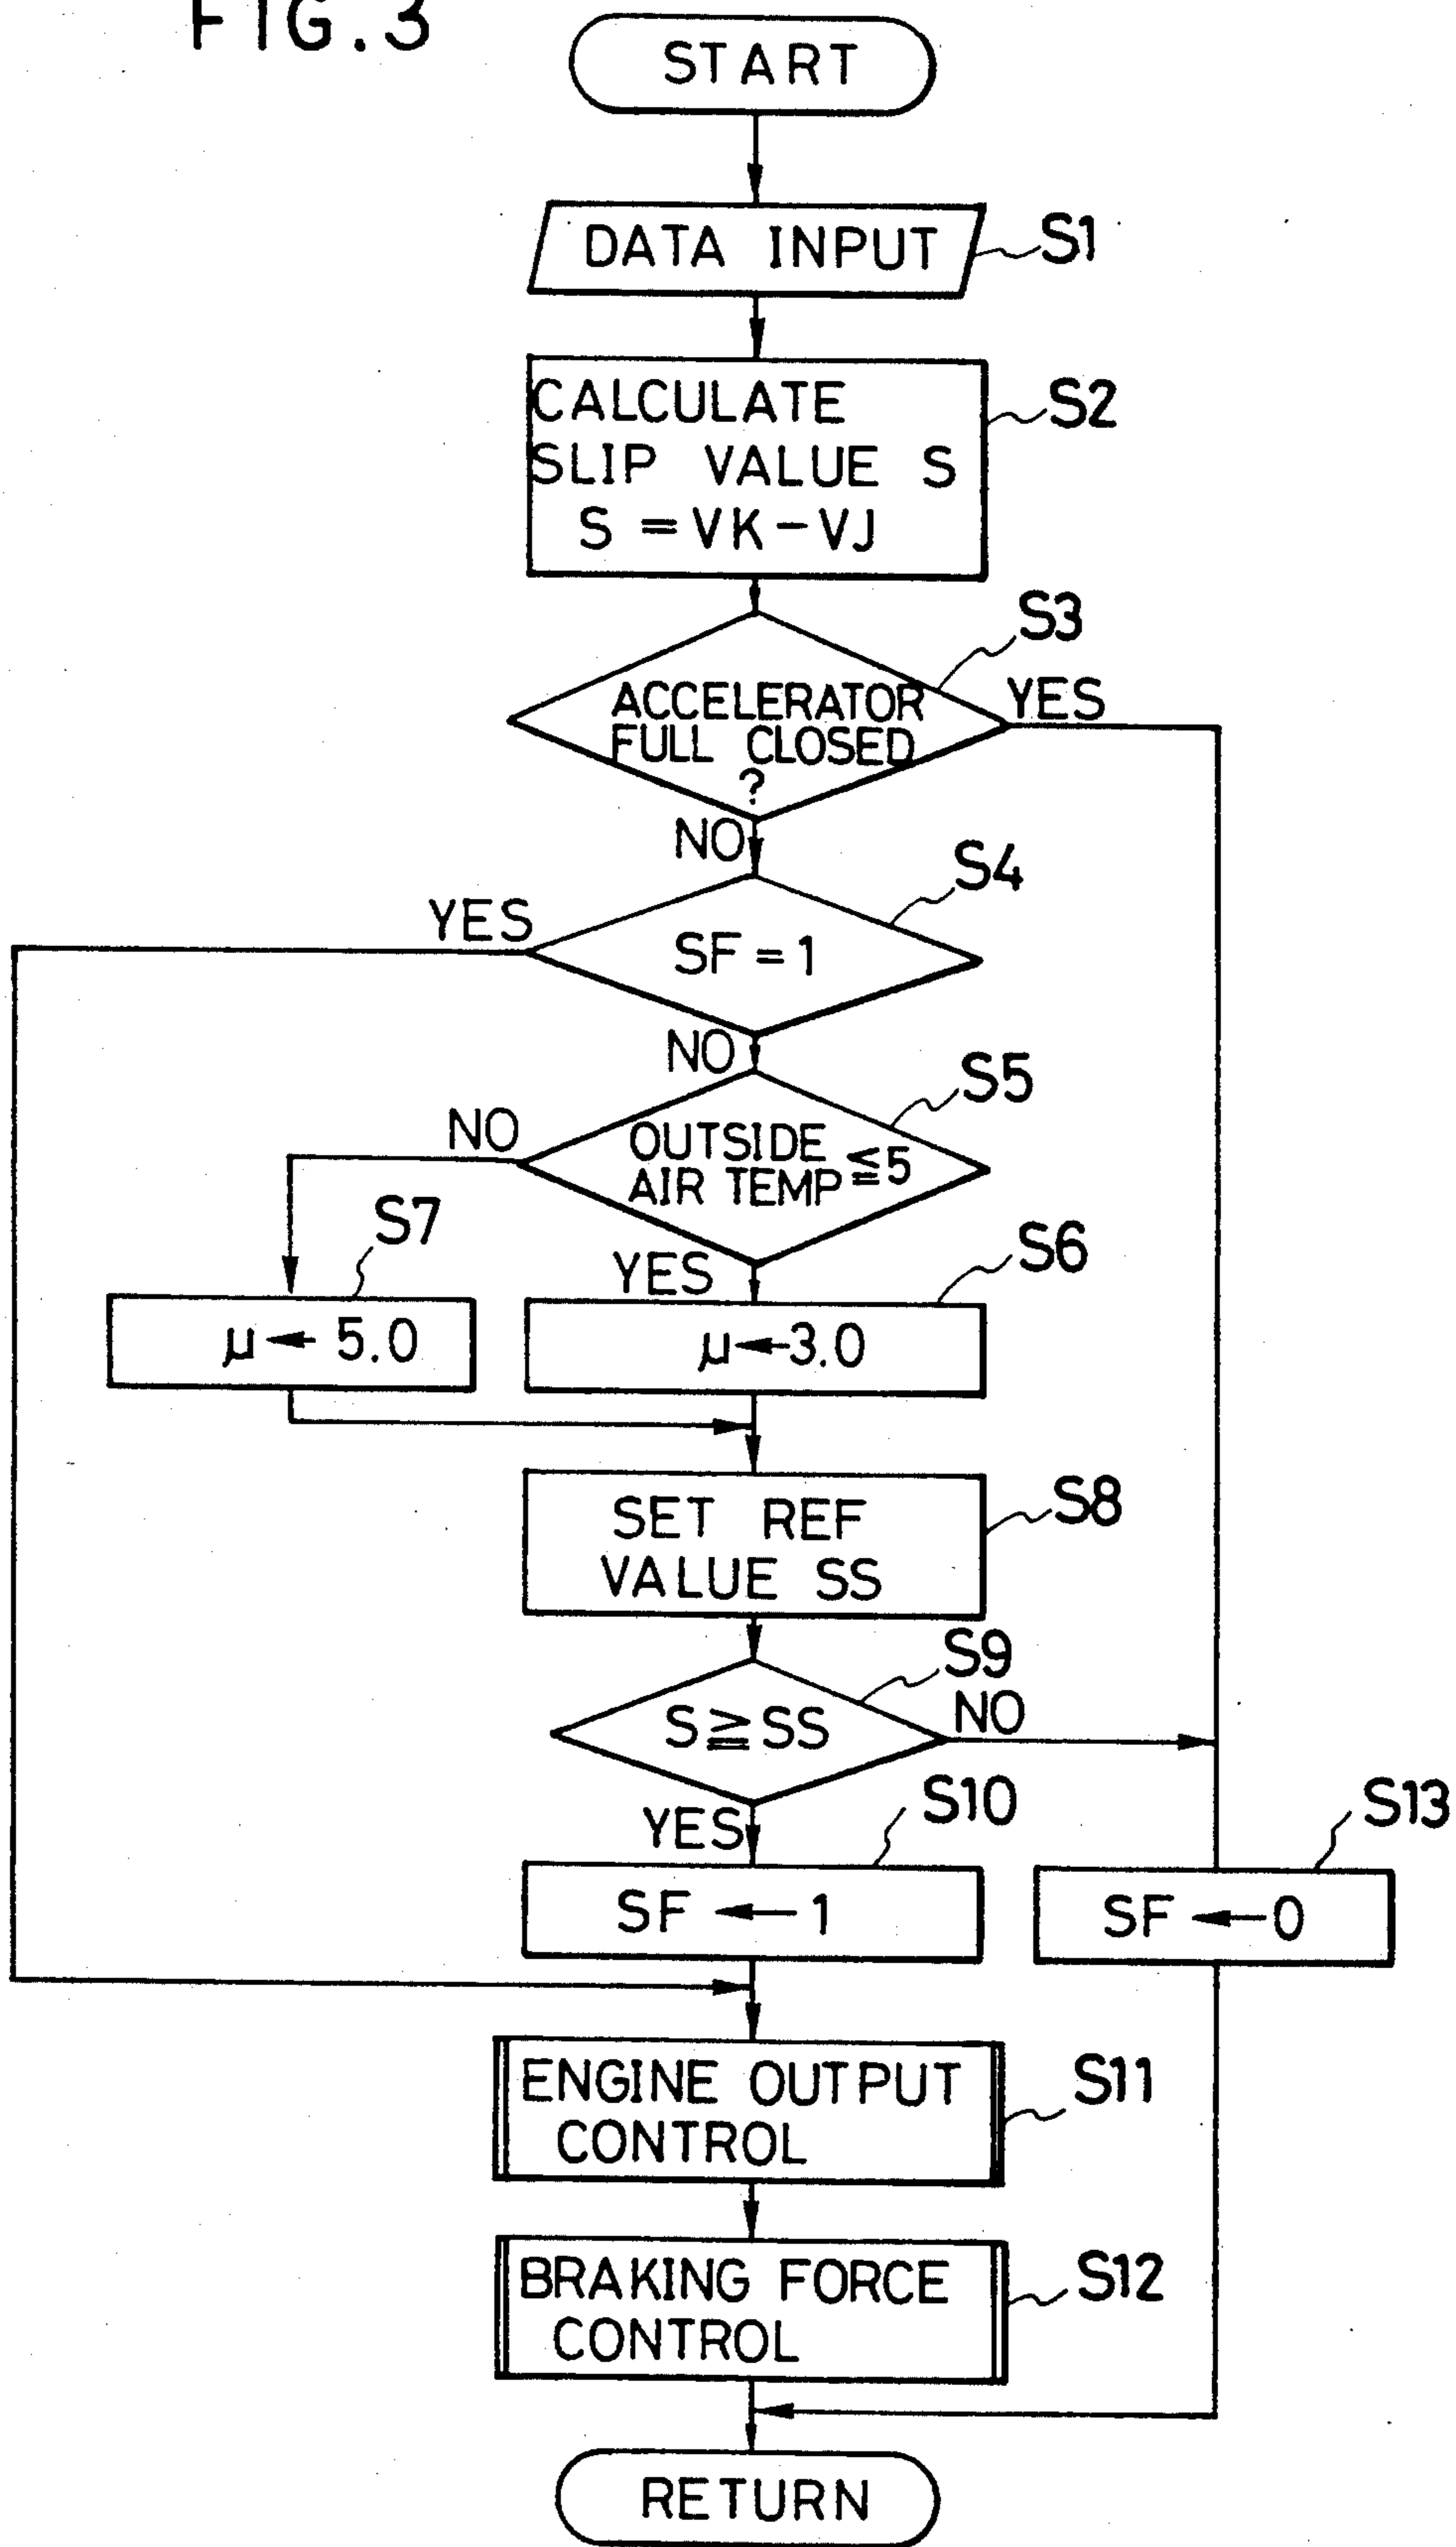 FIG.3
START
DATA INPUT
S1
CALCULATE
SLIP VALUE S
S = VK - VJ
S2
S3
ACCELERATOR
FULL CLOSED
?
YES
NO
S4
YES
SF = 1
NO
S5
NO
OUTSIDE
AIR TEMP ≦ 5
S7
YES
S6
μ ← 5.0
μ ← 3.0
SET REF
VALUE SS
S8
S9
S ≧ SS
NO
YES
S10
S13
SF ← 1
SF ← 0
ENGINE OUTPUT
CONTROL
S11
BRAKING FORCE
CONTROL
S12
RETURN